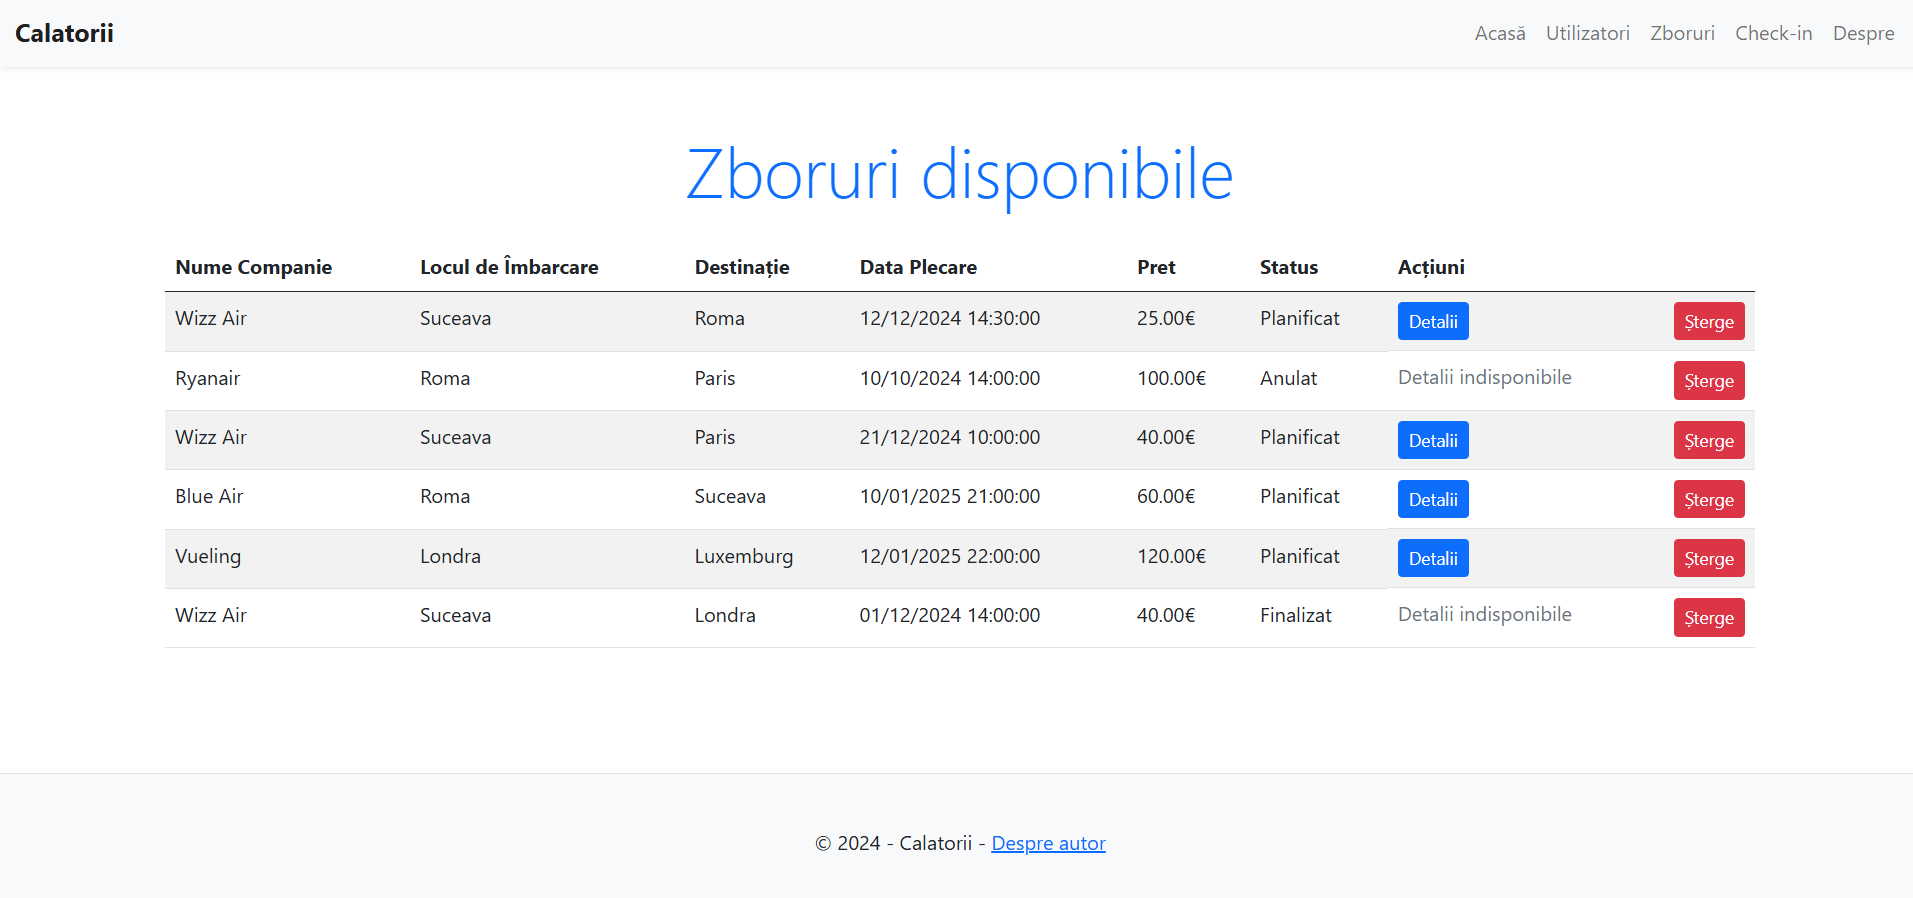 Calatorii Acasă Utilizatori Zboruri Check-in Despre
Zboruri disponibile
Nume Companie Locul de Îmbarcare Destinație Data Plecare Pret Status Acțiuni
Wizz Air Suceava Roma 12/12/2024 14:30:00 25.00€ Planificat Detalii Șterge
Ryanair Roma Paris 10/10/2024 14:00:00 100.00€ Anulat Detalii indisponibile Șterge
Wizz Air Suceava Paris 21/12/2024 10:00:00 40.00€ Planificat Detalii Șterge
Blue Air Roma Suceava 10/01/2025 21:00:00 60.00€ Planificat Detalii Șterge
Vueling Londra Luxemburg 12/01/2025 22:00:00 120.00€ Planificat Detalii Șterge
Wizz Air Suceava Londra 01/12/2024 14:00:00 40.00€ Finalizat Detalii indisponibile Șterge
© 2024 - Calatorii - Despre autor